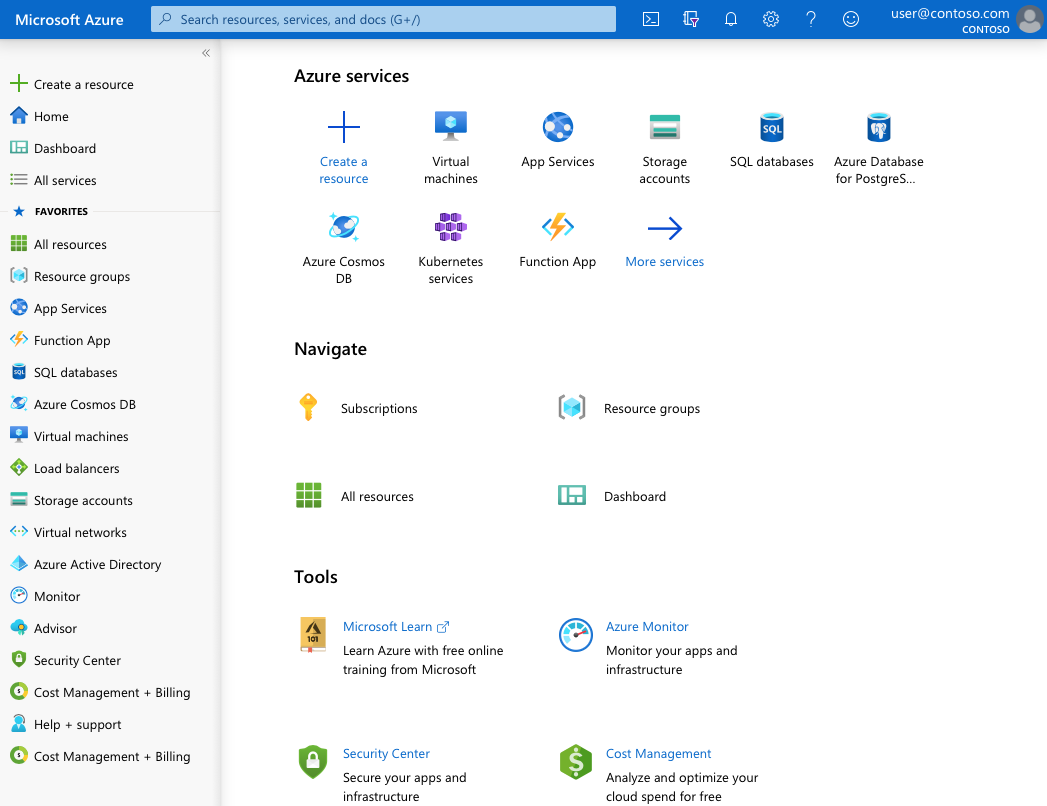 Microsoft Azure
Search resources, services, and docs (G+/)
user@contoso.com
CONTOSO
«
Create a resource
Home
Dashboard
All services
FAVORITES
All resources
Resource groups
App Services
Function App
SQL databases
Azure Cosmos DB
Virtual machines
Load balancers
Storage accounts
Virtual networks
Azure Active Directory
Monitor
Advisor
Security Center
Cost Management + Billing
Help + support
Cost Management + Billing
Azure services
Create a
resource
Virtual
machines
App Services
Storage
accounts
SQL
SQL databases
Azure Database
for PostgreS...
Azure Cosmos
DB
Kubernetes
services
Function App
More services
Navigate
Subscriptions
Resource groups
All resources
Dashboard
Tools
101
Microsoft Learn
Learn Azure with free online
training from Microsoft
Azure Monitor
Monitor your apps and
infrastructure
Security Center
Secure your apps and
infrastructure
$
Cost Management
Analyze and optimize your
cloud spend for free